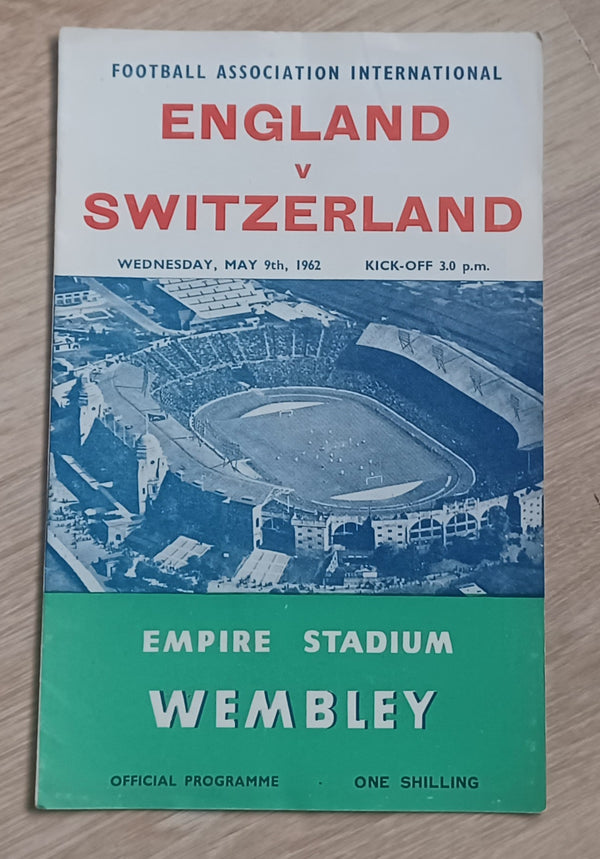 FOOTBALL ASSOCIATION INTERNATIONAL
ENGLAND
v
SWITZERLAND
WEDNESDAY, MAY 9th, 1962 KICK-OFF 3.0 p.m.
EMPIRE STADIUM
WEMBLEY
OFFICIAL PROGRAMME . ONE SHILLING